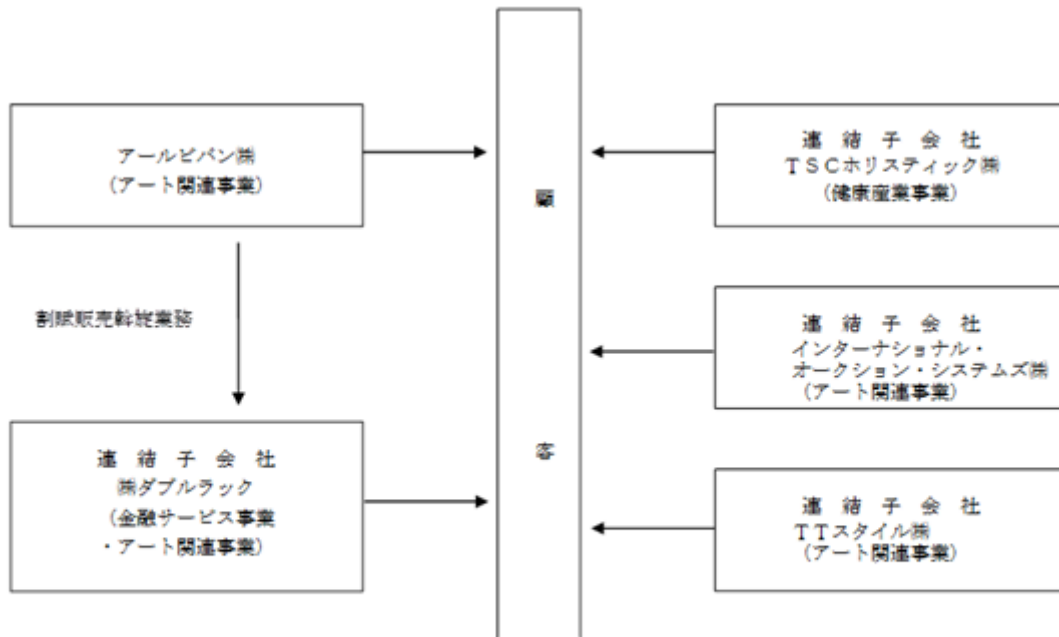 アールビバン㈱
(アート関連事業)
割賦販売斡旋業務
連結子会社
㈱ダブルラック
(金融サービス事業
・アート関連事業)
顧
客
連結子会社
TSCホリスティック㈱
(健康産業事業)
連結子会社
インターナショナル・
オークション・システムズ㈱
(アート関連事業)
連結子会社
TTスタイル㈱
(アート関連事業)